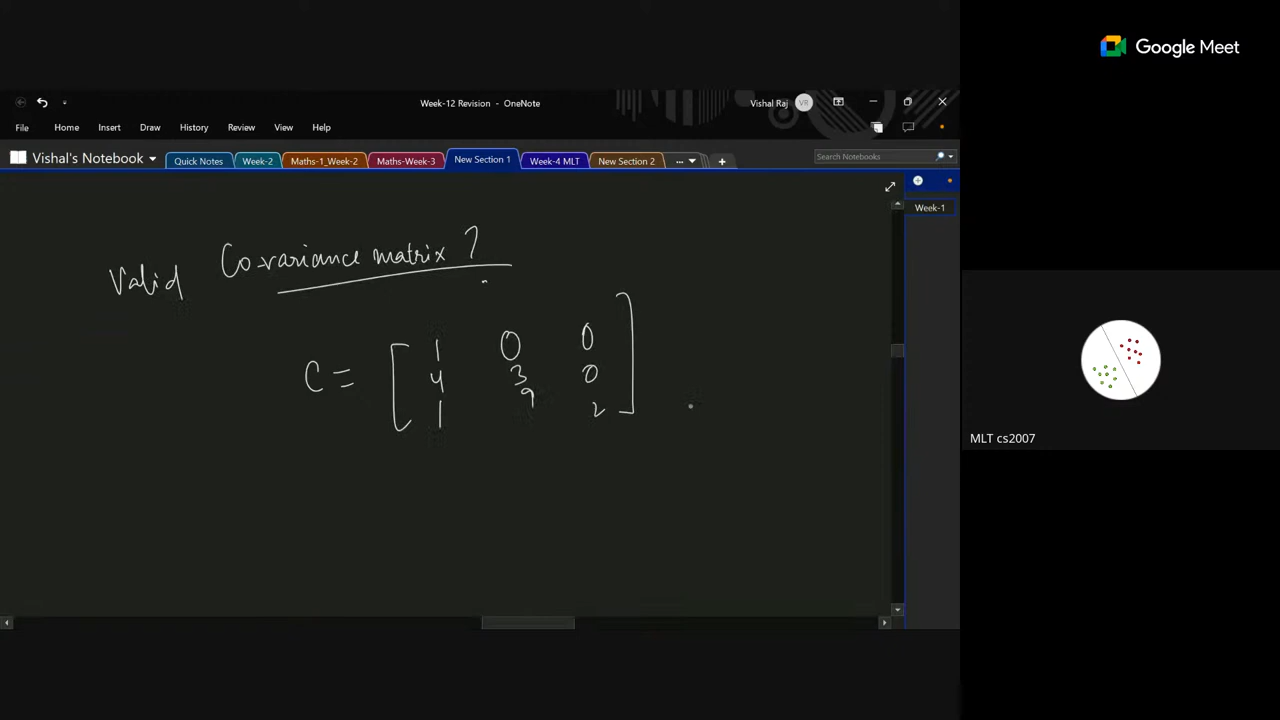 Google Meet
Week-12 Revision - OneNote
Vishal Raj VR
File Home Insert Draw History Review View Help
Vishal's Notebook Quick Notes Week-2 Maths-1_Week-2 Maths-Week-3 New Section 1 Week-4 MLT New Section 2 ... + Search Notebooks
Week-1
Valid Covariance matrix ?
C = [ 1 0 0
4 3 0
1 9 2 ]
MLT cs2007